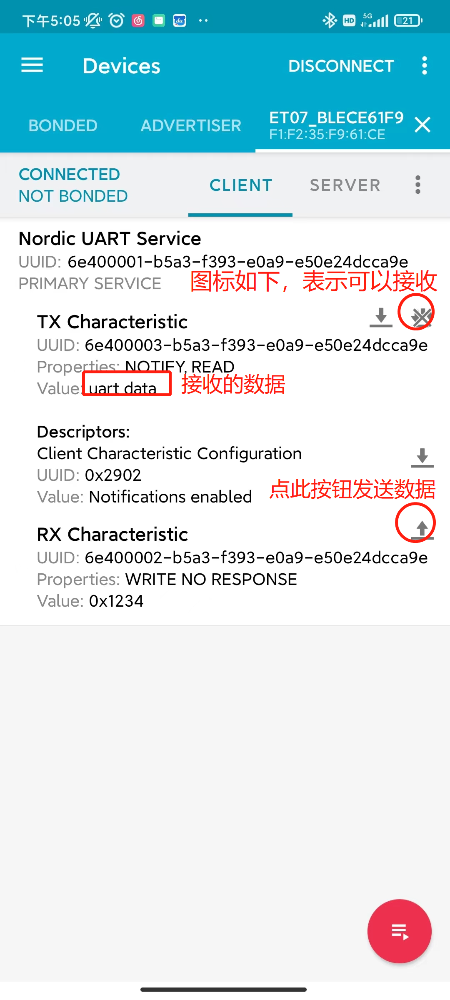 下午5:05
du
HD
5G
21
Devices
DISCONNECT
BONDED
ADVERTISER
ET07_BLECE61F9
F1:F2:35:F9:61:CE
CONNECTED
NOT BONDED
CLIENT
SERVER
Nordic UART Service
UUID: 6e400001-b5a3-f393-e0a9-e50e24dcca9e
PRIMARY SERVICE
图标如下，表示可以接收
TX Characteristic
UUID: 6e400003-b5a3-f393-e0a9-e50e24dcca9e
Properties: NOTIFY, READ
Value: uart data
接收的数据
Descriptors:
Client Characteristic Configuration
UUID: 0x2902
Value: Notifications enabled
点此按钮发送数据
RX Characteristic
UUID: 6e400002-b5a3-f393-e0a9-e50e24dcca9e
Properties: WRITE NO RESPONSE
Value: 0x1234